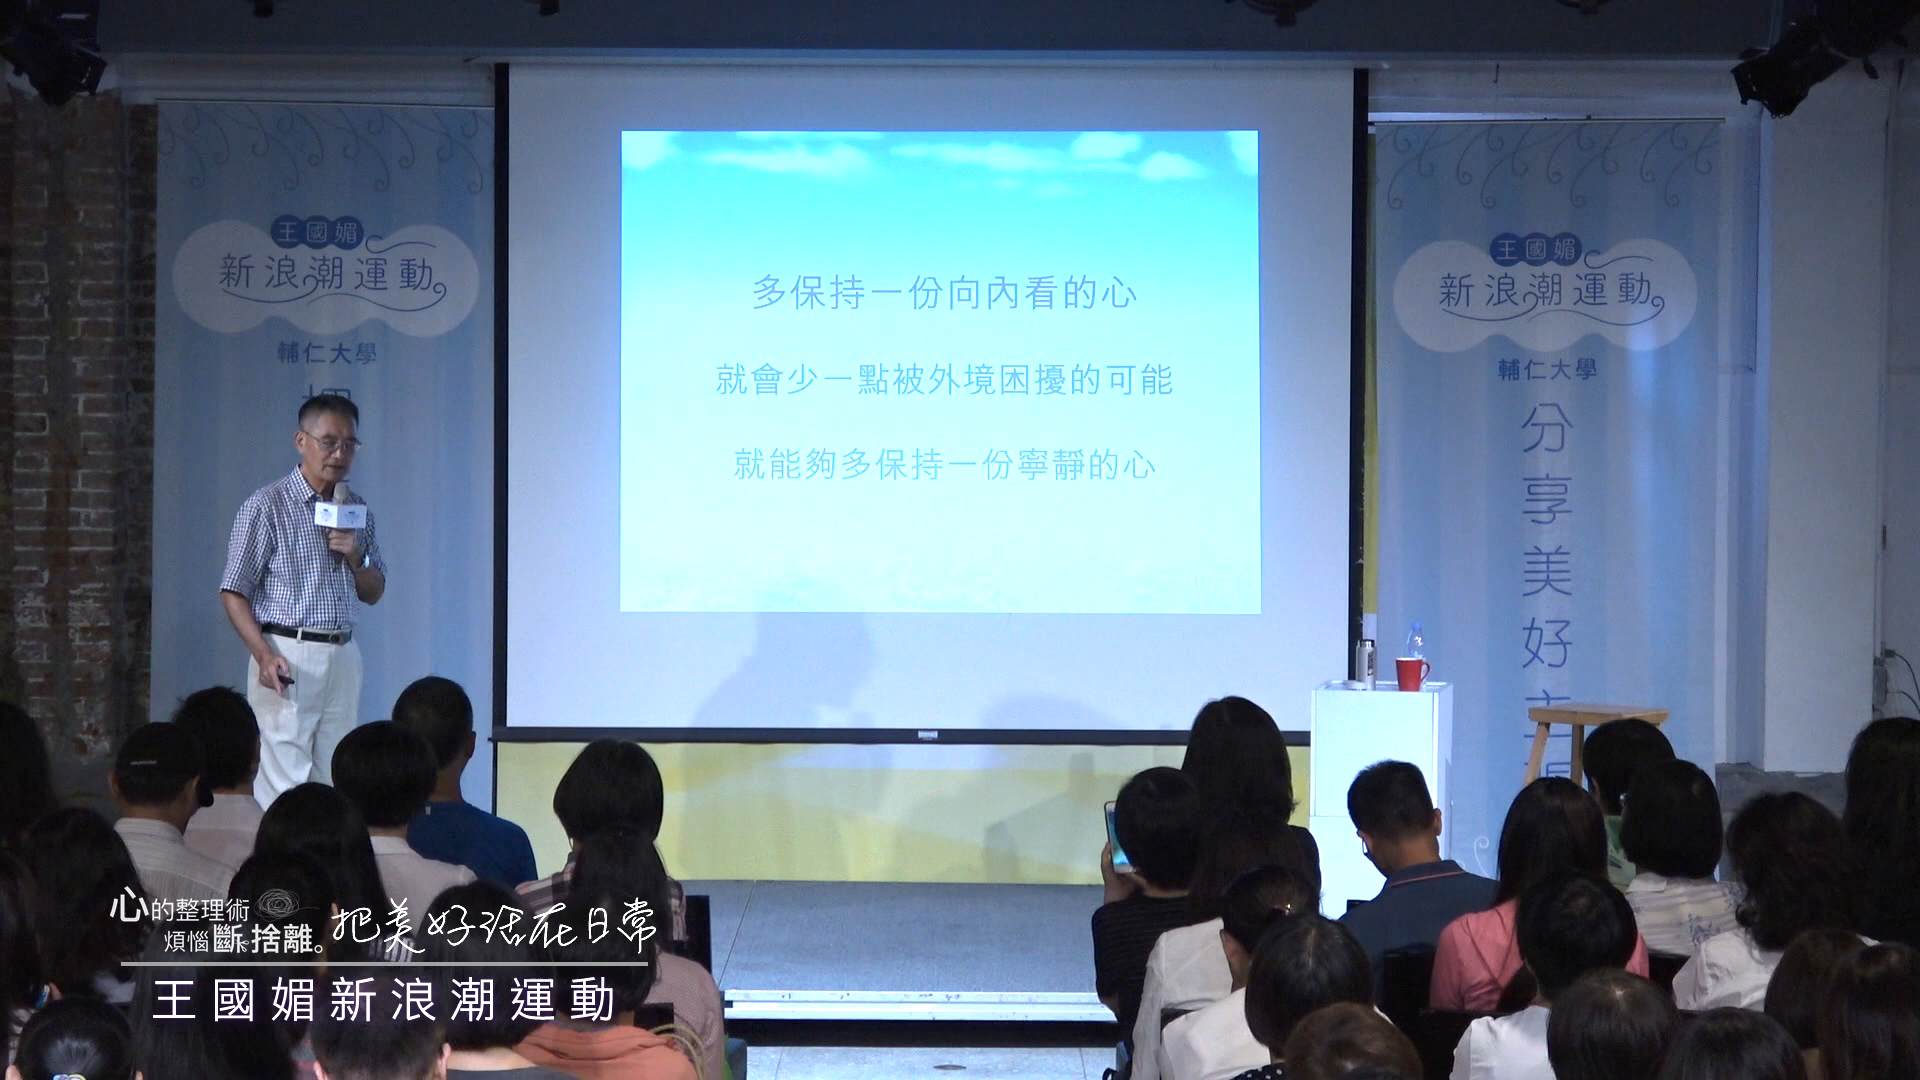 王國媚
新浪潮運動
輔仁大學
多保持一份向內看的心
就會少一點被外境困擾的可能
就能夠多保持一份寧靜的心
王國媚
新浪潮運動
輔仁大學
分享美好
心的整理術
煩惱斷捨離。
把美好活在日常
王國媚新浪潮運動